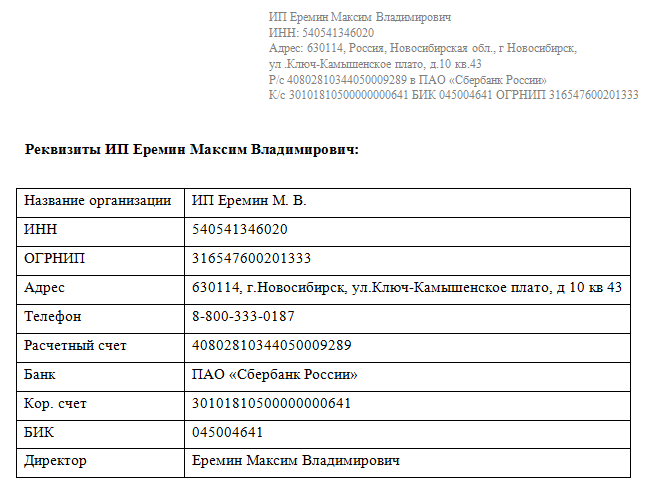 ИП Еремин Максим Владимирович
ИНН: 540541346020
Адрес: 630114, Россия, Новосибирская обл., г Новосибирск,
ул .Ключ-Камышенское плато, д.10 кв.43
Р/с 40802810344050009289 в ПАО «Сбербанк России»
К/с 30101810500000000641 БИК 045004641 ОГРНИП 316547600201333
Реквизиты ИП Еремин Максим Владимирович:
Название организации ИП Еремин М. В.
ИНН 540541346020
ОГРНИП 316547600201333
Адрес 630114, г.Новосибирск, ул.Ключ-Камышенское плато, д 10 кв 43
Телефон 8-800-333-0187
Расчетный счет 40802810344050009289
Банк ПАО «Сбербанк России»
Кор. счет 30101810500000000641
БИК 045004641
Директор Еремин Максим Владимирович